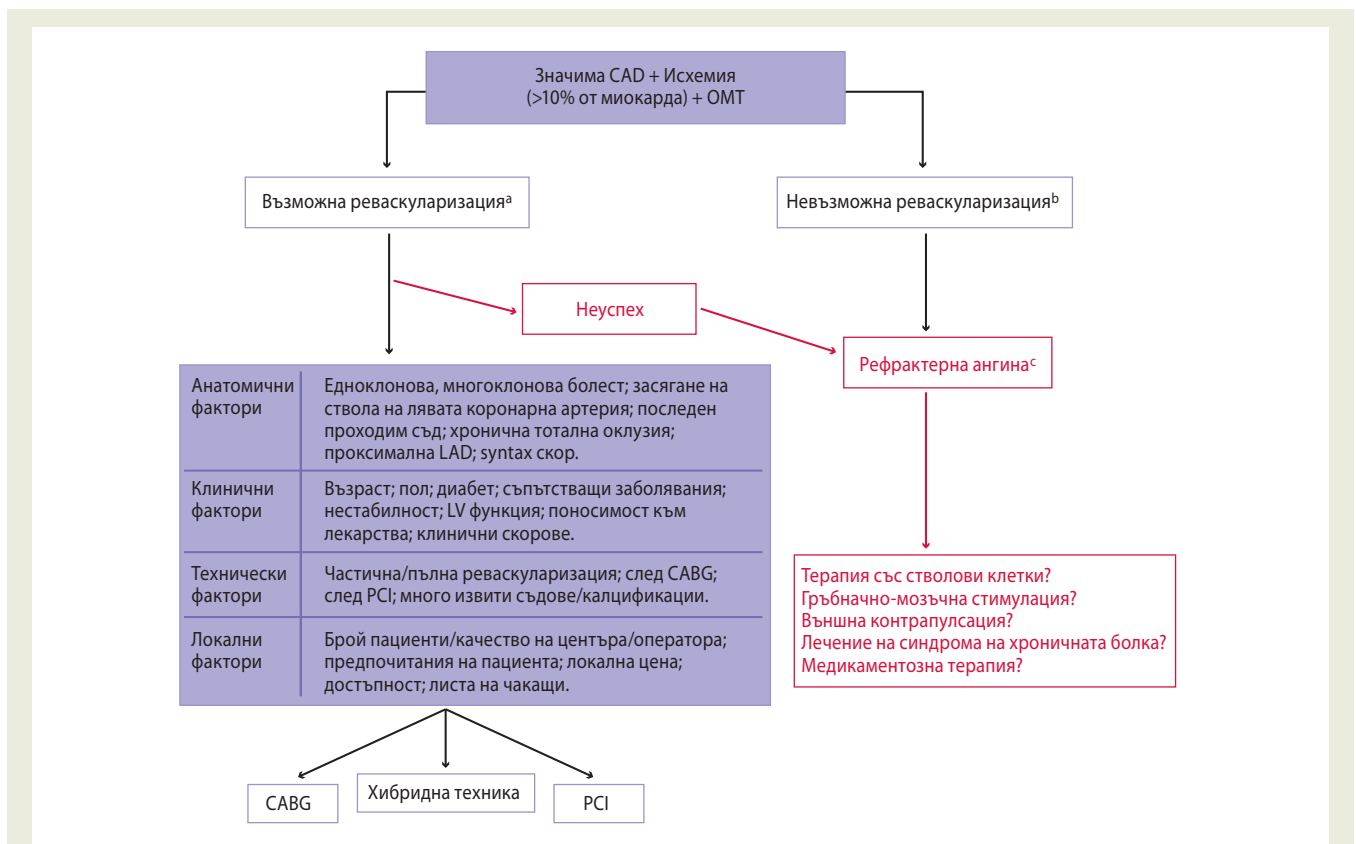 Значима CAD + Исхемия
(>10% от миокарда) + ОМТ
Възможна реваскуларизацияᵃ
Невъзможна реваскуларизацияᵇ
Неуспех
Рефрактерна ангинаᶜ
Анатомични
фактори
Едноклонова, многоклонова болест; засягане на
ствола на лявата коронарна артерия; последен
проходим съд; хронична тотална оклузия;
проксимална LAD; syntax скор.
Клинични
фактори
Възраст; пол; диабет; съпътстващи заболявания;
нестабилност; LV функция; поносимост към
лекарства; клинични скорове.
Технически
фактори
Частична/пълна реваскуларизация; след CABG;
след PCI; много извити съдове/калцификации.
Локални
фактори
Брой пациенти/качество на центъра/оператора;
предпочитания на пациента; локална цена;
достъпност; листа на чакащи.
Терапия със стволови клетки?
Гръбначно-мозъчна стимулация?
Външна контрапулсация?
Лечение на синдрома на хроничната болка?
Медикаментозна терапия?
CABG
Хибридна техника
PCI